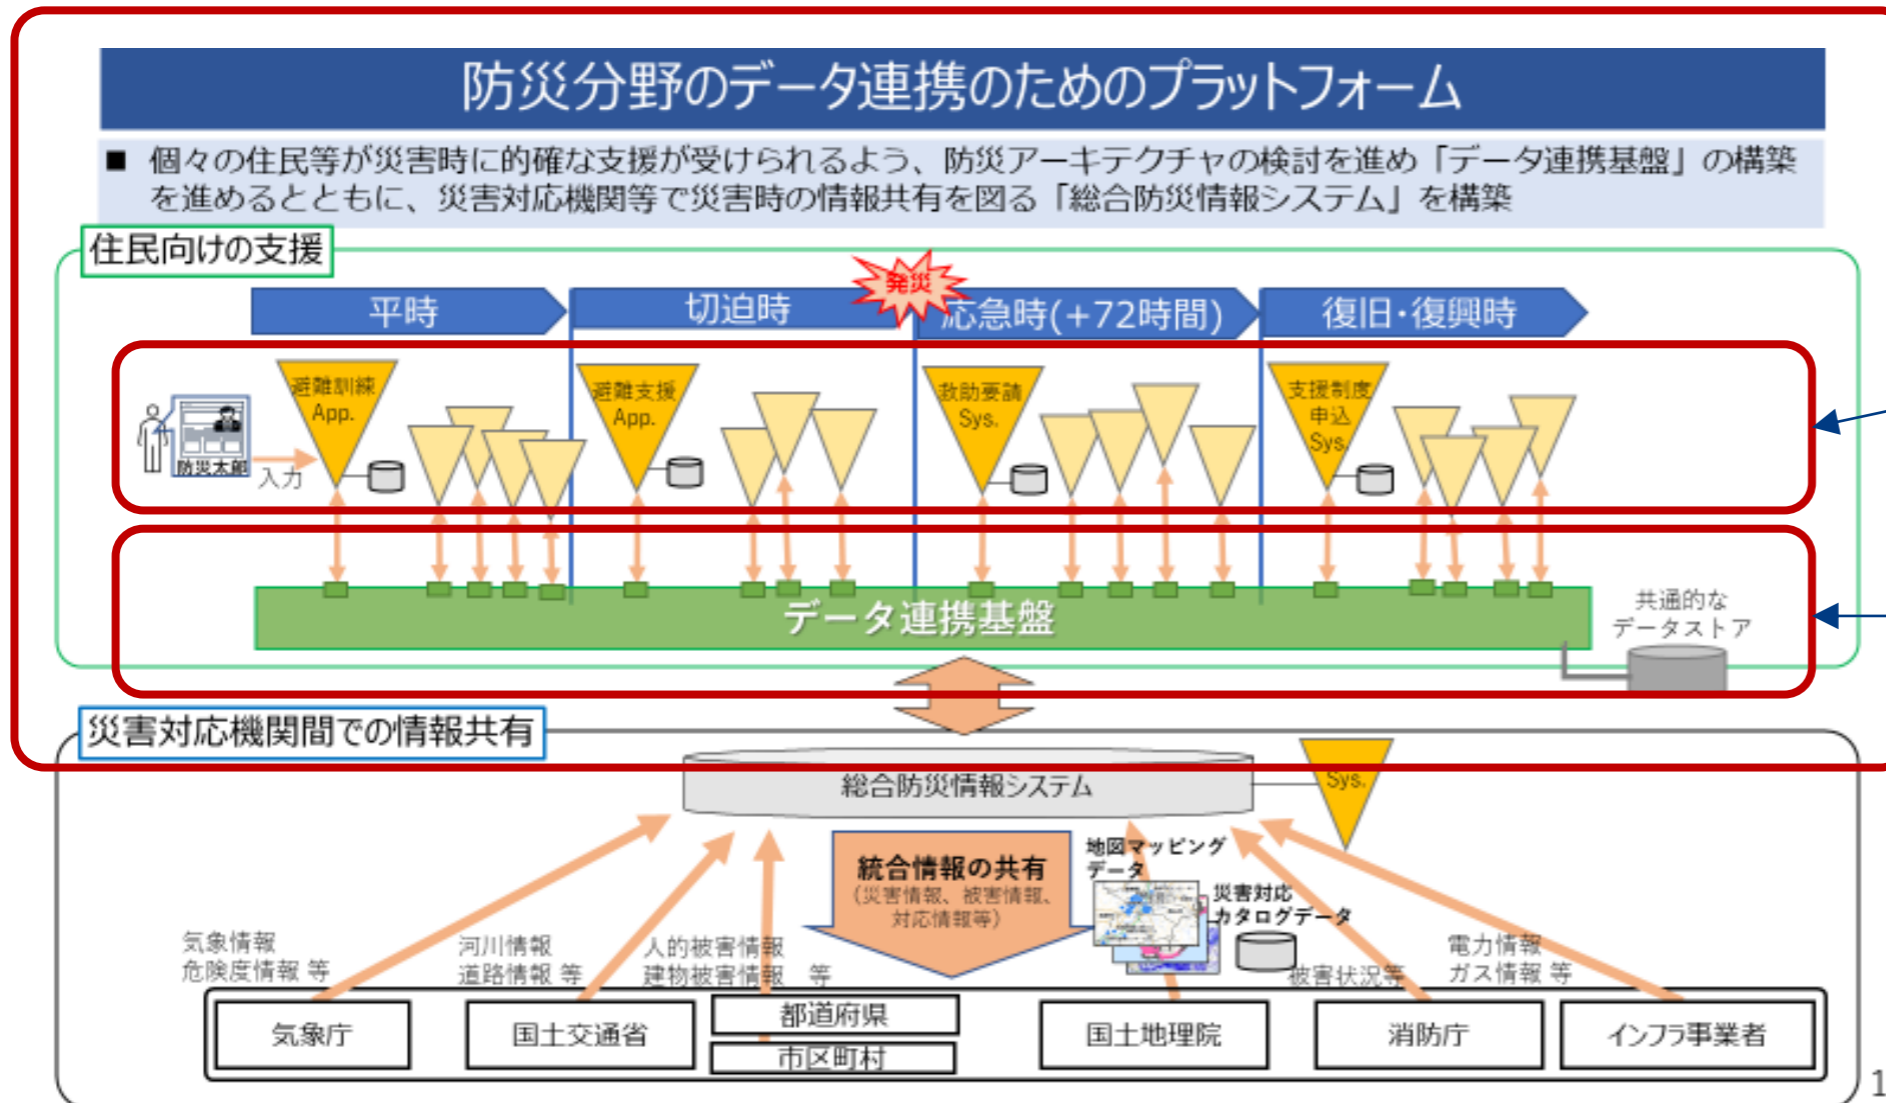 防災分野のデータ連携のためのプラットフォーム
■ 個々の住民等が災害時に的確な支援が受けられるよう、防災アーキテクチャの検討を進め「データ連携基盤」の構築
を進めるとともに、災害対応機関等で災害時の情報共有を図る「総合防災情報システム」を構築
住民向けの支援
発災
平時
切迫時
応急時(+72時間)
復旧・復興時
避難訓練
App.
避難支援
App.
救助要請
Sys.
支援制度
申込
Sys.
防災太郎
入力
データ連携基盤
共通的な
データストア
災害対応機関間での情報共有
総合防災情報システム
Sys.
統合情報の共有
(災害情報、被害情報、
対応情報等)
地図マッピング
データ
災害対応
カタログデータ
気象情報
危険度情報 等
河川情報
道路情報 等
人的被害情報
建物被害情報 等
被害状況等
電力情報
ガス情報 等
気象庁
国土交通省
都道府県
市区町村
国土地理院
消防庁
インフラ事業者
1